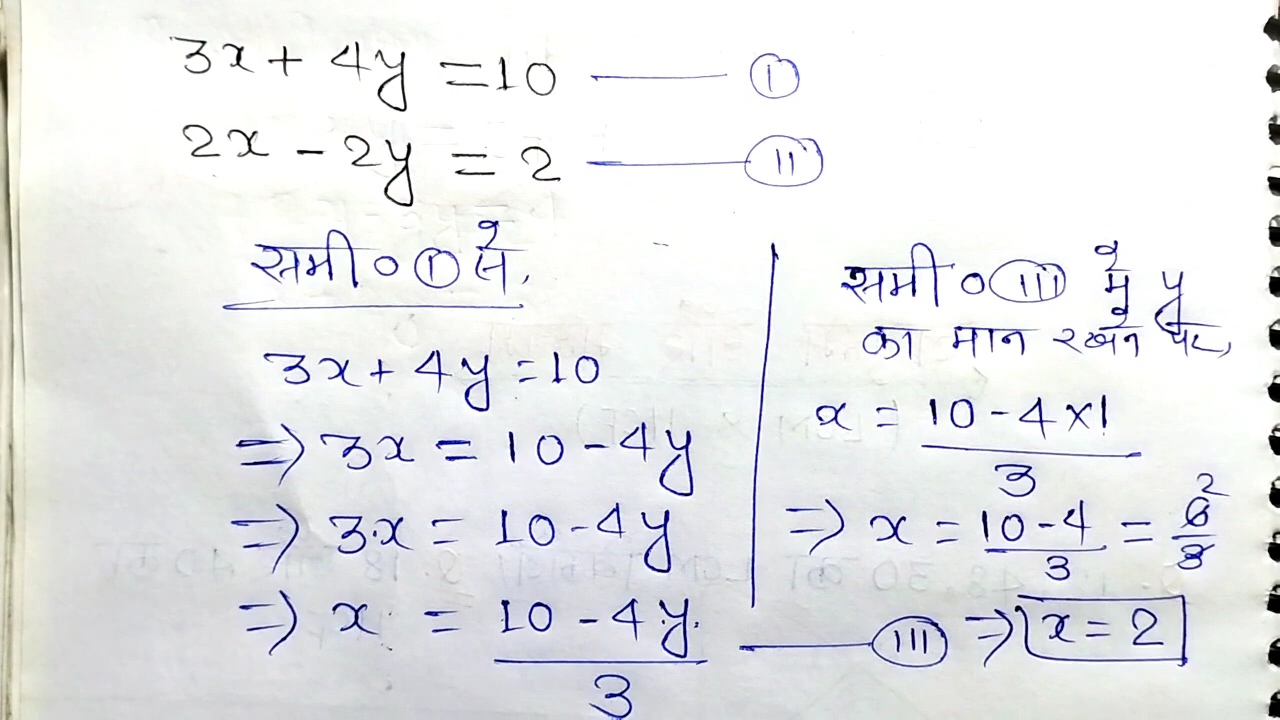 3x + 4y = 10 —— (I)
2x - 2y = 2 —— (II)
समी० (I) से,
3x + 4y = 10
=> 3x = 10 - 4y
=> 3x = 10 - 4y
=> x = (10 - 4y)/3 —— (III)
समी० (III) में y
का मान रखने पर,
x = (10 - 4×1)/3
=> x = (10 - 4)/3 = 6/3 2
=> x = 2